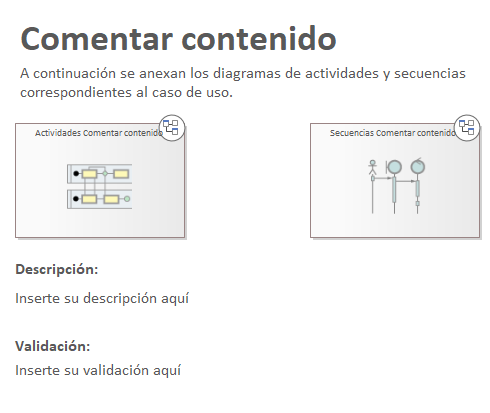 Comentar contenido
A continuación se anexan los diagramas de actividades y secuencias
correspondientes al caso de uso.
Actividades Comentar contenido
Secuencias Comentar contenido
Descripción:
Inserte su descripción aquí
Validación:
Inserte su validación aquí